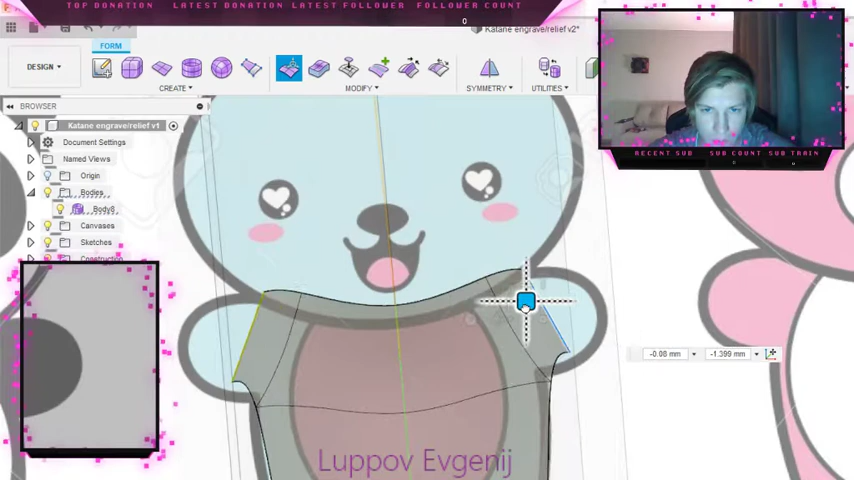 TOP DONATION LATEST DONATION LATEST FOLLOWER FOLLOWER COUNT
0
Katane engrave/relief v2*
FORM
DESIGN
CREATE
MODIFY
SYMMETRY
UTILITIES
BROWSER
Katane engrave/relief v1
Document Settings
Named Views
Origin
Bodies
Body8
Canvases
Sketches
Construction
RECENT SUB SUB COUNT SUB TRAIN
-0.08 mm
-1.399 mm
Luppov Evgenij